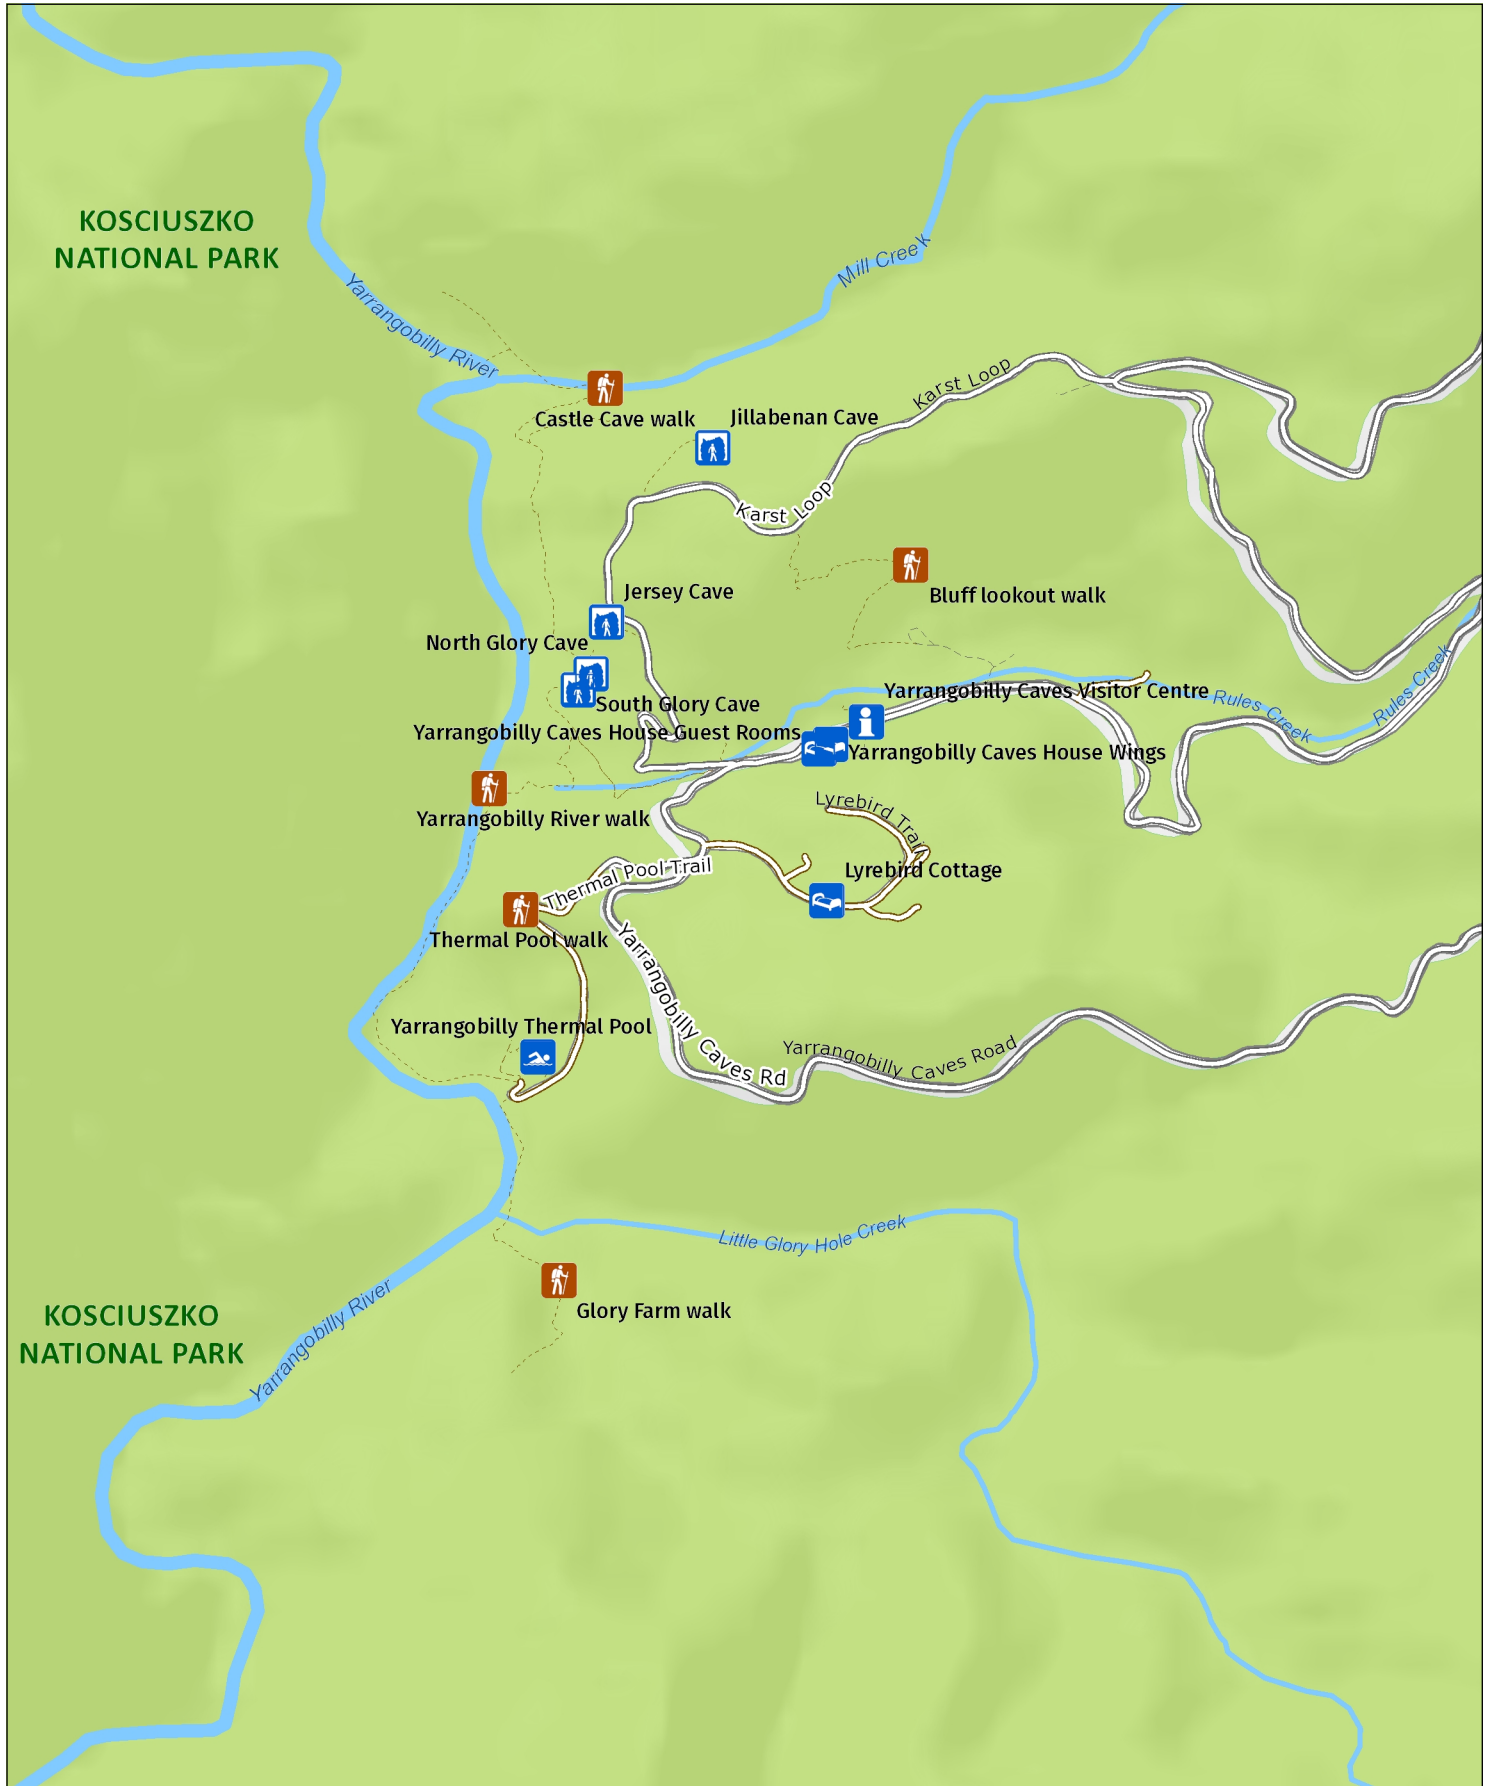 KOSCIUSZKO
NATIONAL PARK
Mill Creek
Yarrangobilly River
Karst Loop
Castle Cave walk
Jillabenan Cave
Karst Loop
Jersey Cave
Bluff lookout walk
North Glory Cave
Rules Creek
South Glory Cave
Yarrangobilly Caves Visitor Centre
Rules Creek
Yarrangobilly Caves House Guest Rooms
Yarrangobilly Caves House Wings
Yarrangobilly River walk
Lyrebird Trail
Thermal Pool Trail
Lyrebird Cottage
Thermal Pool walk
Yarrangobilly Caves Rd
Yarrangobilly Thermal Pool
Yarrangobilly Caves Road
Little Glory Hole Creek
Glory Farm walk
KOSCIUSZKO
NATIONAL PARK
Yarrangobilly River